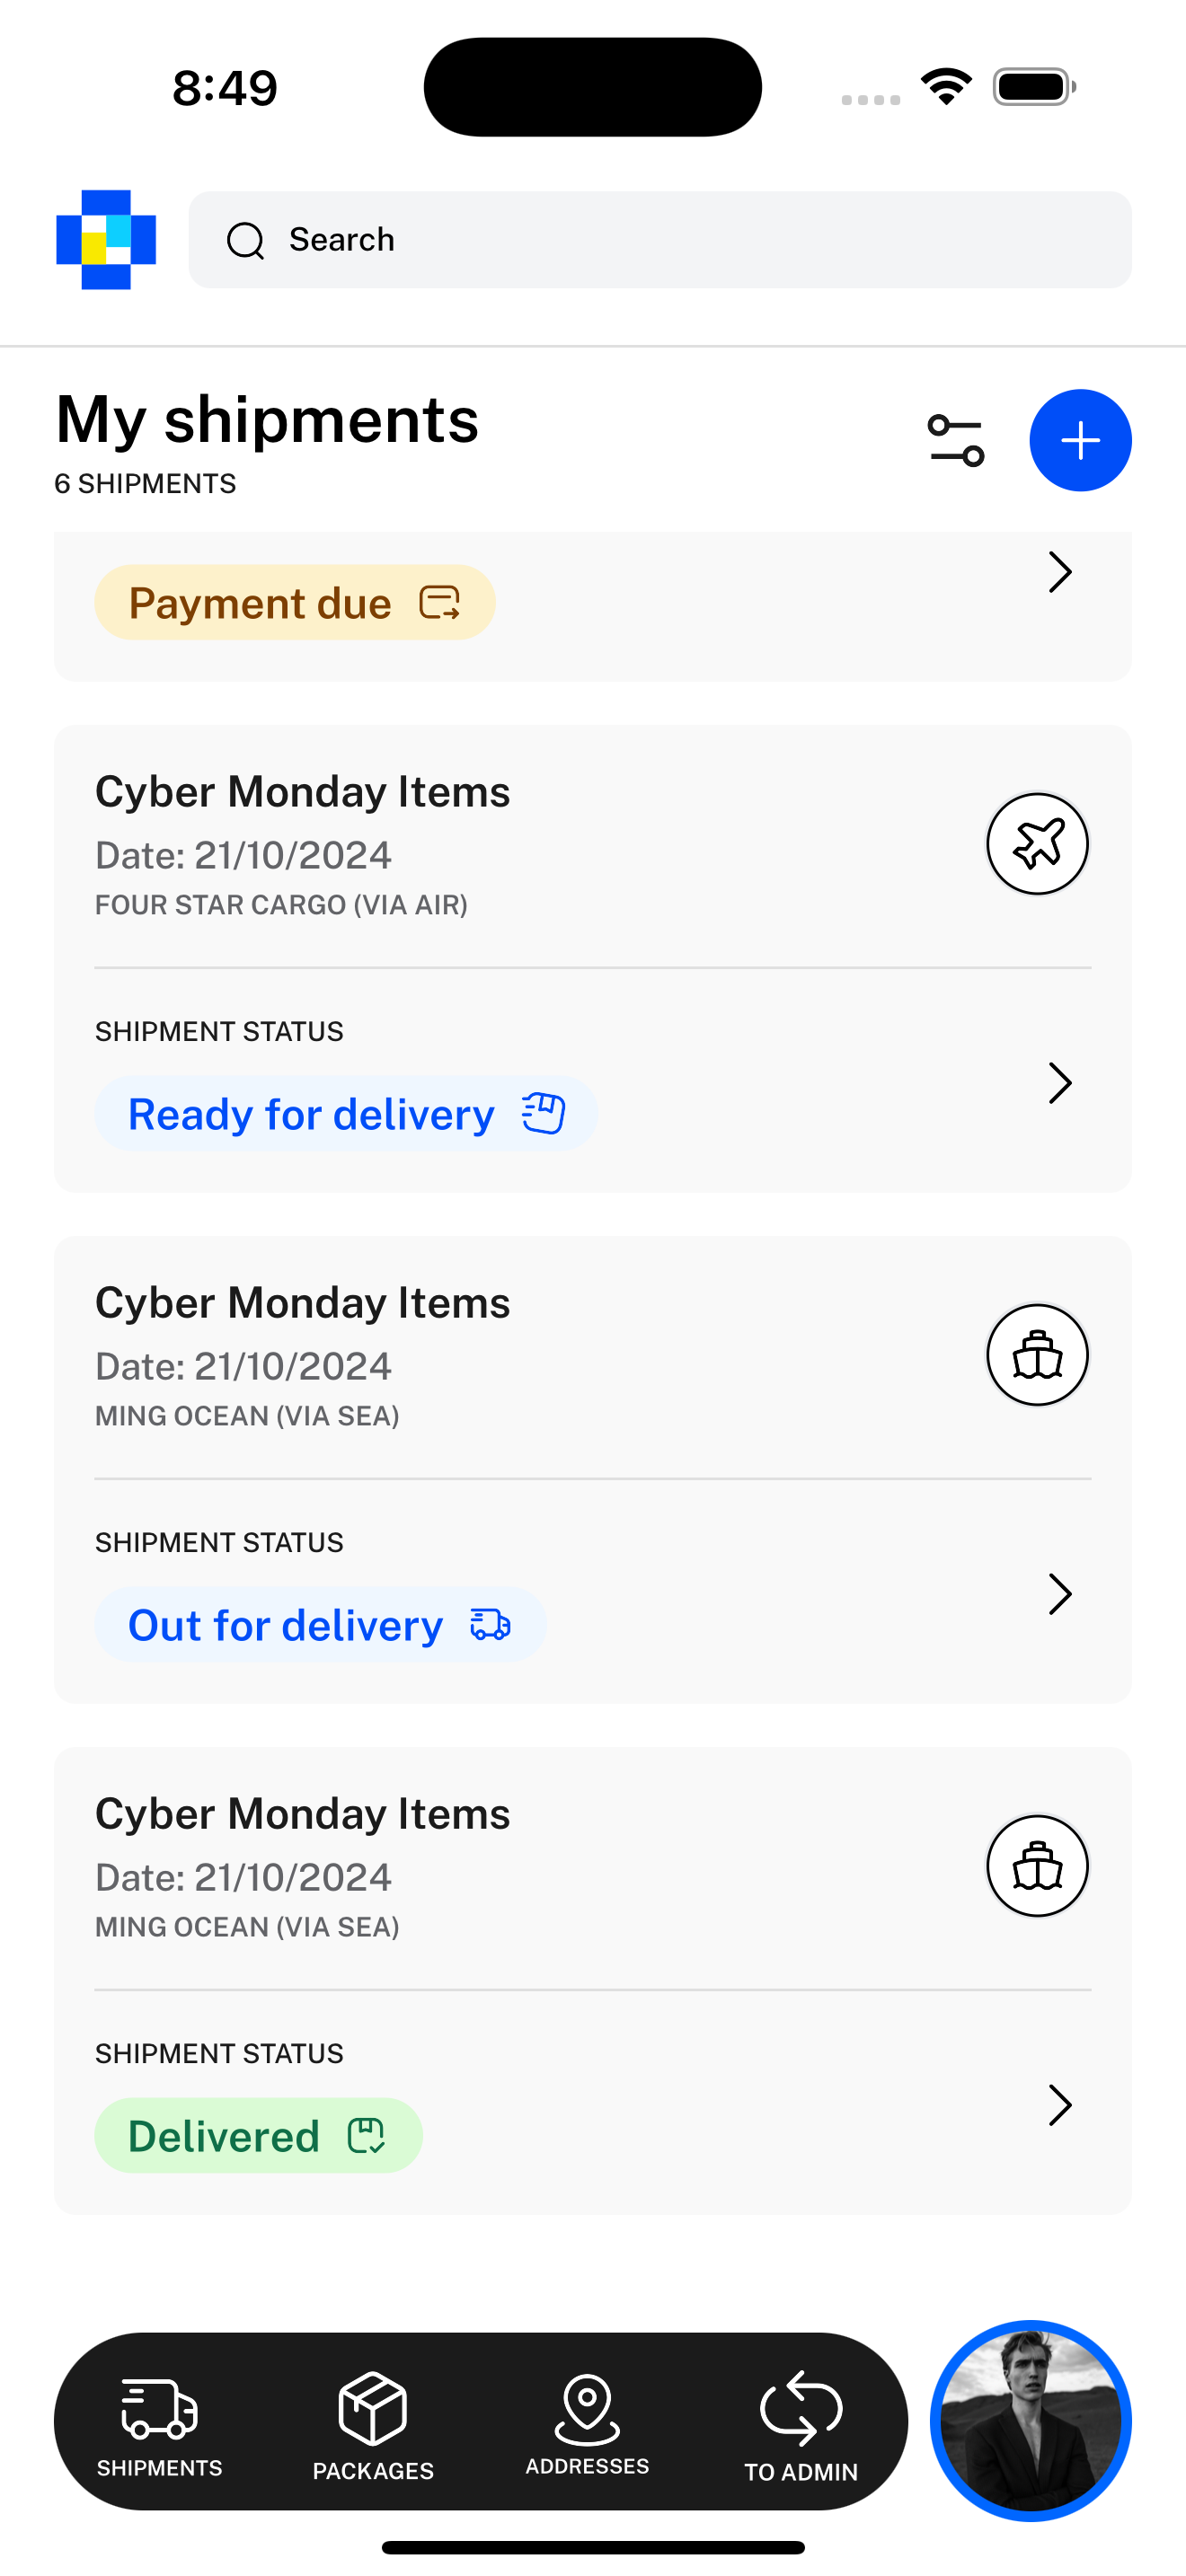 8:49
Search
My shipments
6 SHIPMENTS
Payment due
Cyber Monday Items
Date: 21/10/2024
FOUR STAR CARGO (VIA AIR)
SHIPMENT STATUS
Ready for delivery
Cyber Monday Items
Date: 21/10/2024
MING OCEAN (VIA SEA)
SHIPMENT STATUS
Out for delivery
Cyber Monday Items
Date: 21/10/2024
MING OCEAN (VIA SEA)
SHIPMENT STATUS
Delivered
SHIPMENTS
PACKAGES
ADDRESSES
TO ADMIN